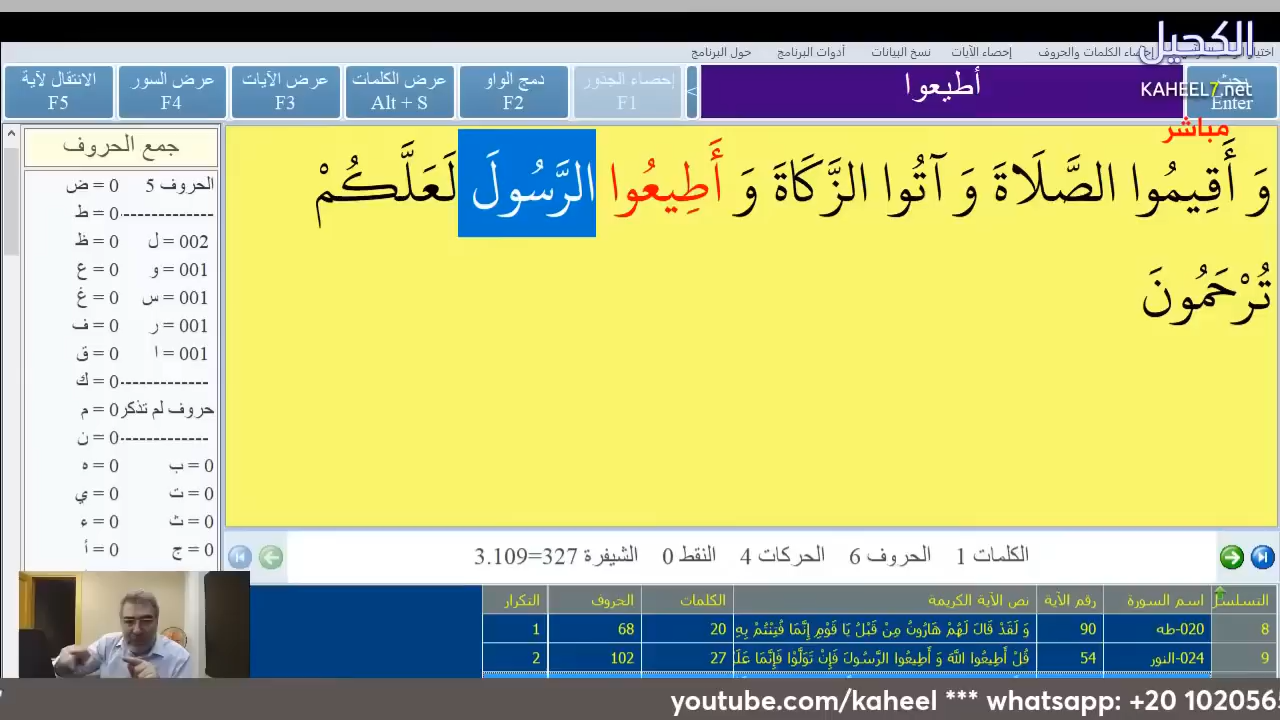 الكحيل
KAHEEL7.net
مباشر
إحصاء الكلمات والحروف إحصاء الآيات نسخ البيانات أدوات البرنامج حول البرنامج
بحث
Enter
أطيعوا
<
إحصاء الجذور
F1
دمج الواو
F2
عرض الكلمات
Alt + S
عرض الآيات
F3
عرض السور
F4
الانتقال لآية
F5
وَ أَقِيمُوا الصَّلَاةَ وَ آتُوا الزَّكَاةَ وَ أَطِيعُوا الرَّسُولَ لَعَلَّكُمْ
تُرْحَمُونَ
جمع الحروف
الحروف 5
-------------
ل = 002
و = 001
س = 001
ر = 001
ا = 001
-------------
حروف لم تذكر
-------------
ب = 0
ت = 0
ث = 0
ج = 0
ض = 0
ط = 0
ظ = 0
ع = 0
غ = 0
ف = 0
ق = 0
ك = 0
م = 0
ن = 0
ه = 0
ي = 0
ء = 0
أ = 0
الكلمات 1 الحروف 6 الحركات 4 النقط 0 الشيفرة 327=3.109
التسلسل اسم السورة رقم الآية نص الآية الكريمة الكلمات الحروف التكرار
8 020-طه 90 وَ لَقَدْ قَالَ لَهُمْ هَارُونُ مِنْ قَبْلُ يَا قَوْمِ إِنَّمَا فُتِنْتُمْ بِهِ 20 68 1
9 024-النور 54 قُلْ أَطِيعُوا اللَّهَ وَ أَطِيعُوا الرَّسُولَ فَإِنْ تَوَلَّوْا فَإِنَّمَا عَلَ 27 102 2
youtube.com/kaheel *** whatsapp: +20 102056